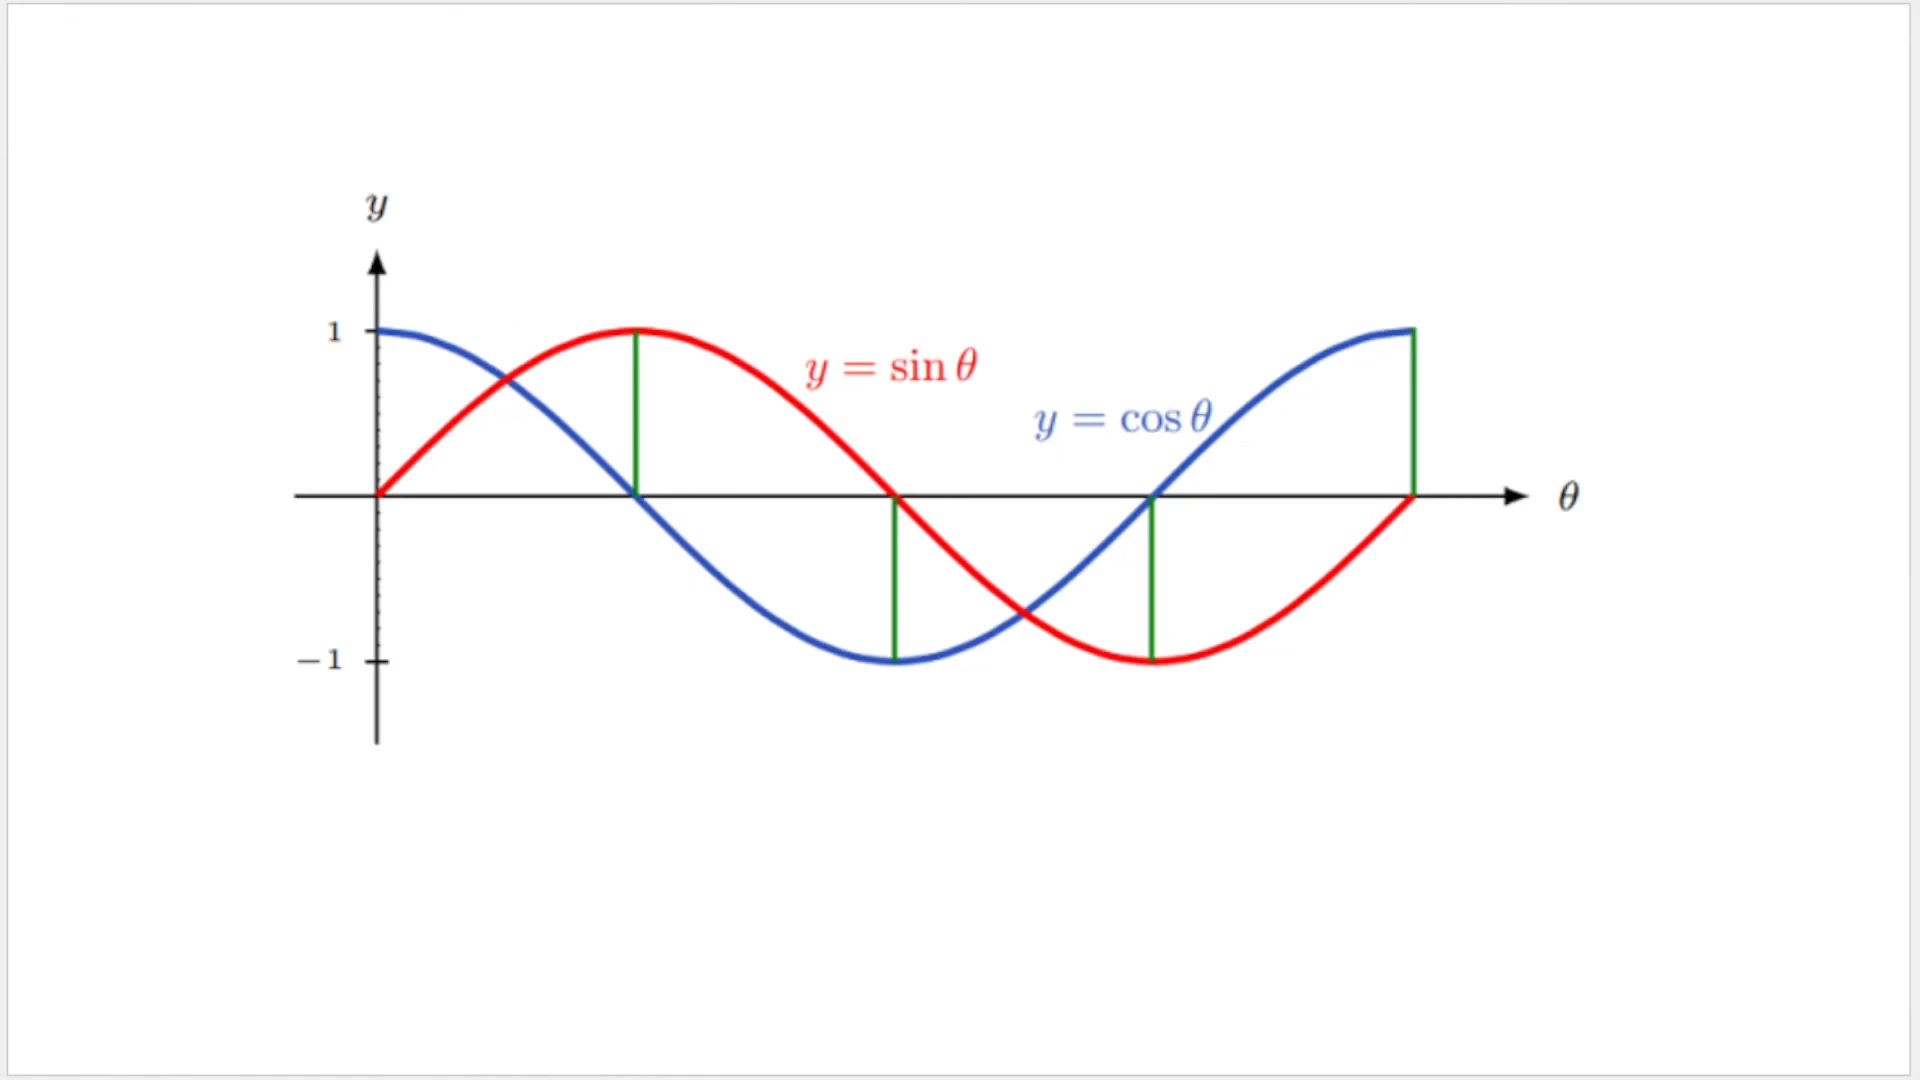 y
1
y = sin θ
y = cos θ
θ
−1